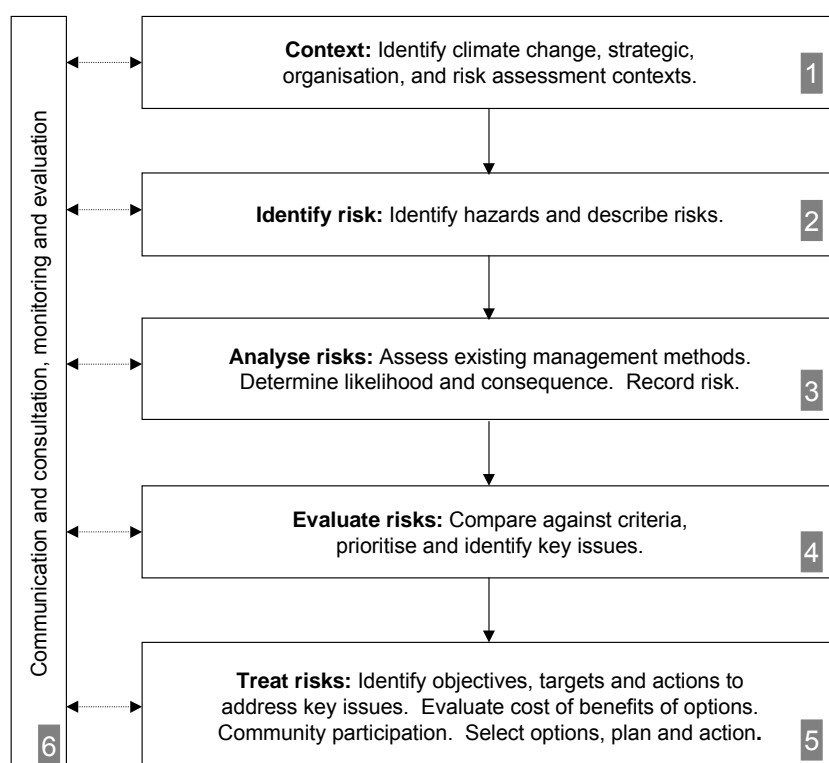 Context: Identify climate change, strategic,
organisation, and risk assessment contexts.
1
Identify risk: Identify hazards and describe risks.
2
Analyse risks: Assess existing management methods.
Determine likelihood and consequence.  Record risk.
3
Evaluate risks: Compare against criteria,
prioritise and identify key issues.
4
Treat risks: Identify objectives, targets and actions to
address key issues.  Evaluate cost of benefits of options.
Community participation.  Select options, plan and action.
5
Communication and consultation, monitoring and evaluation
6